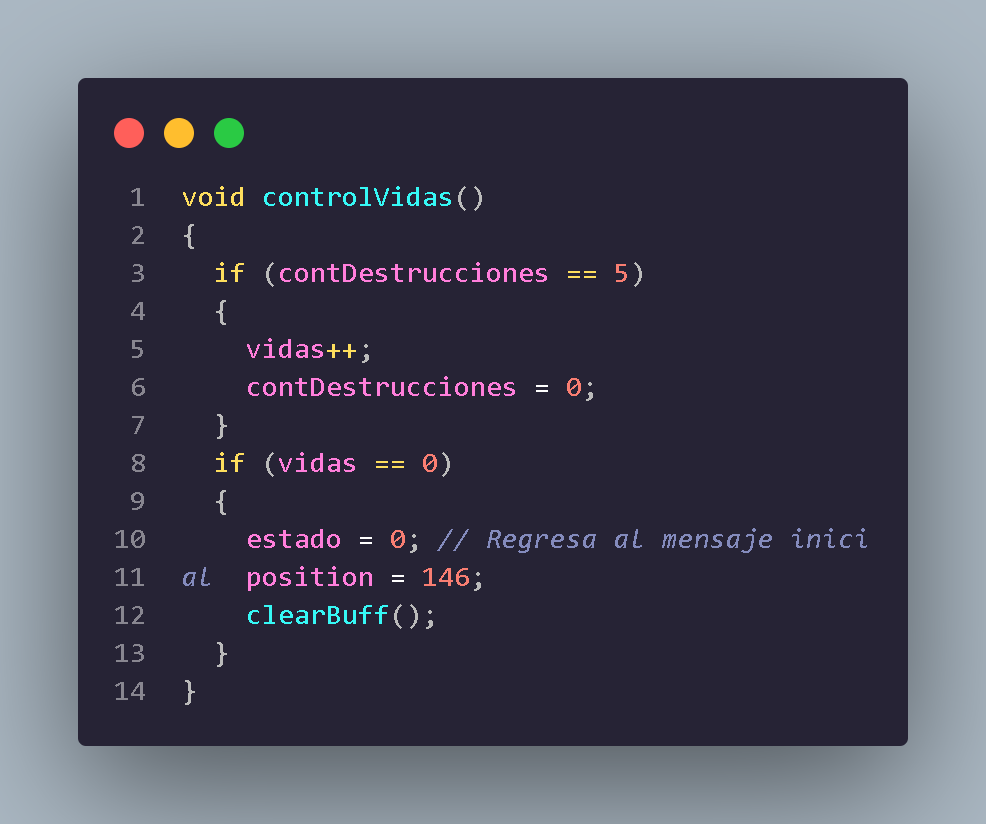 1 void controlVidas()
2 {
3   if (contDestrucciones == 5)
4   {
5     vidas++;
6     contDestrucciones = 0;
7   }
8   if (vidas == 0)
9   {
10     estado = 0; // Regresa al mensaje inici
11 al  position = 146;
12     clearBuff();
13   }
14 }